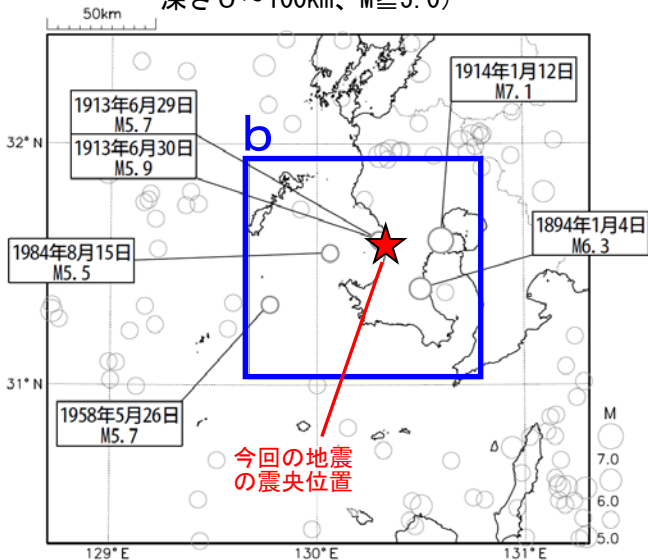 深さ0~100km、M≧5.0)
50km
1914年1月12日
M7.1
1913年6月29日
M5.7
32°N
1913年6月30日
M5.9
b
1894年1月4日
M6.3
1984年8月15日
M5.5
31°N
1958年5月26日
M5.7
今回の地震
の震央位置
M
7.0
6.0
5.0
129°E
130°E
131°E